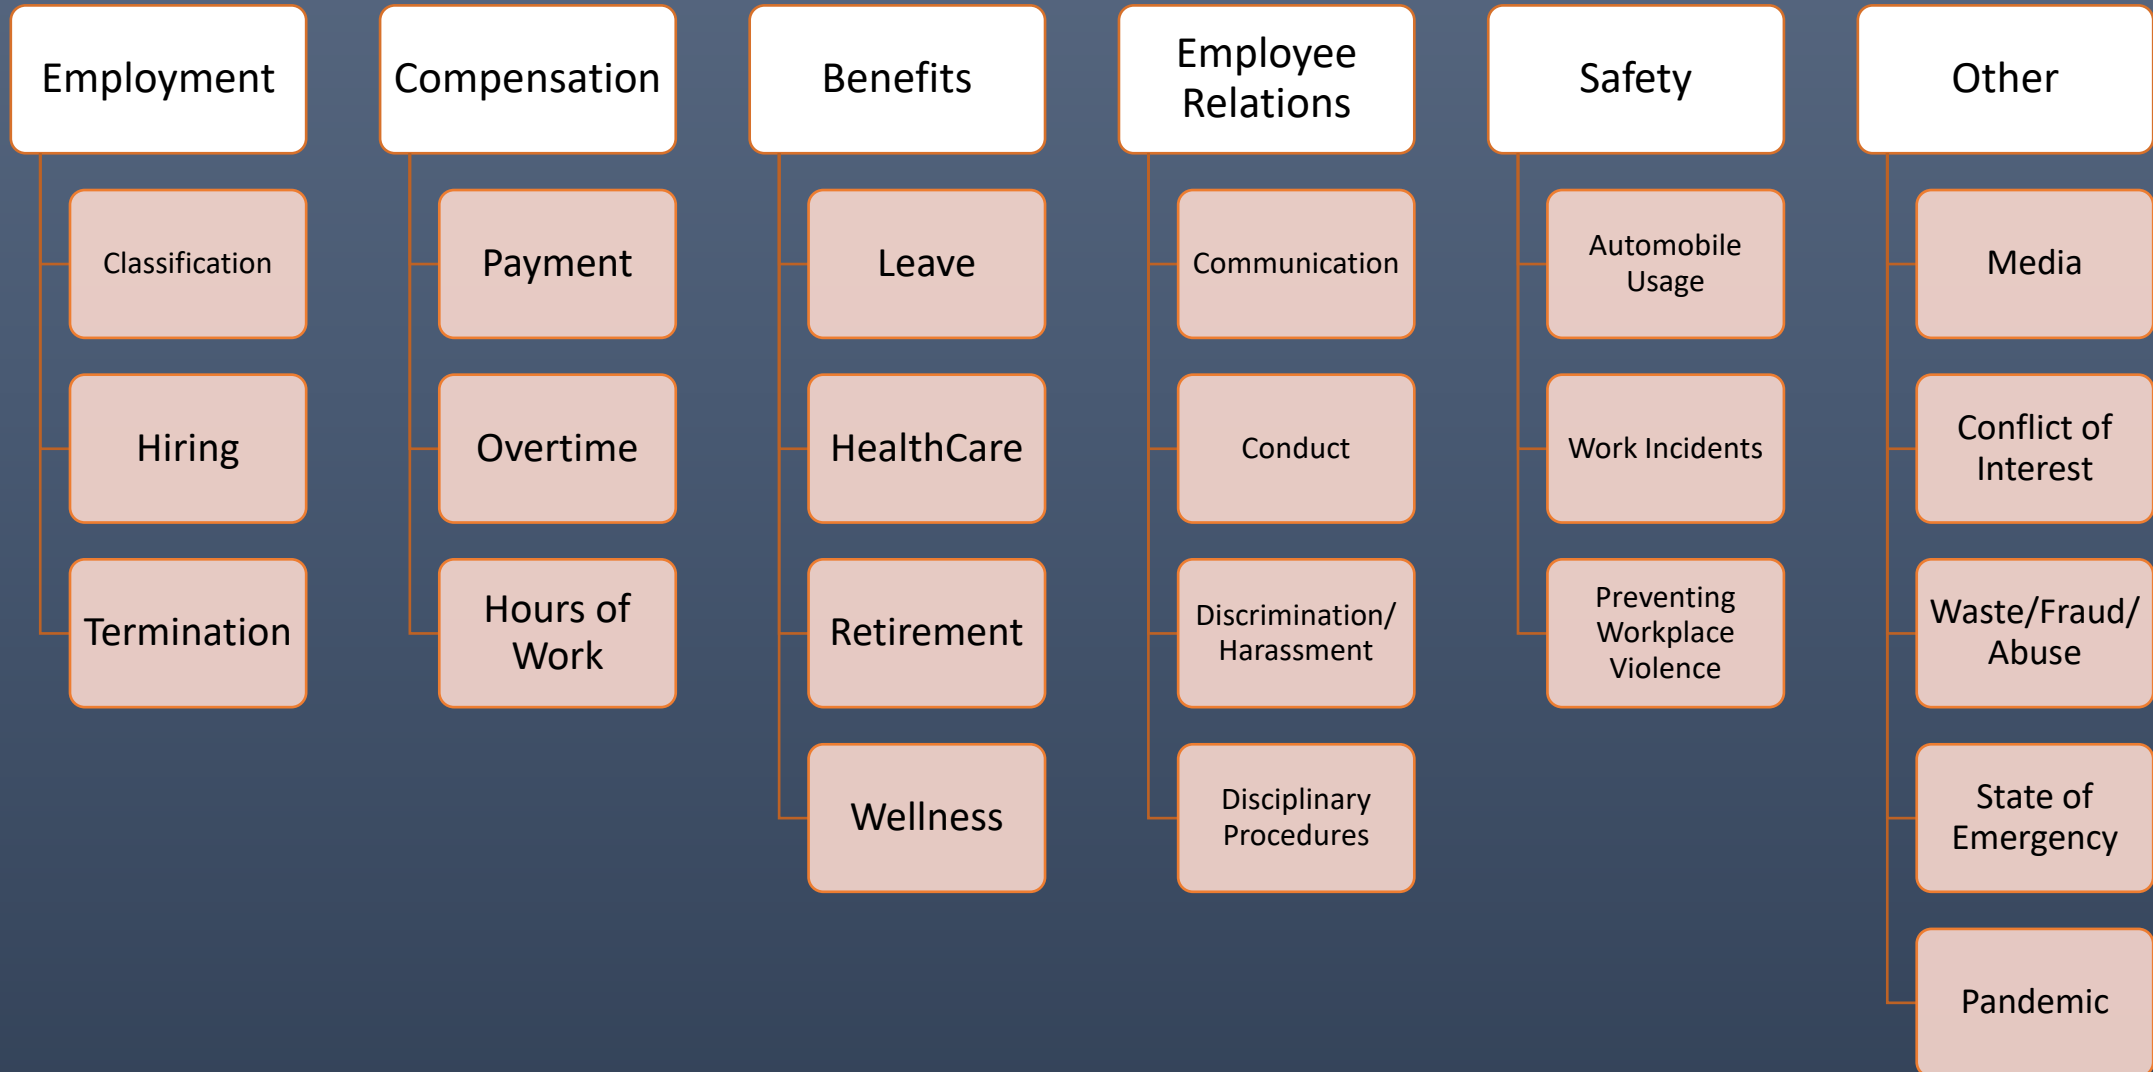 Employment
Classification
Hiring
Termination
Compensation
Payment
Overtime
Hours of
Work
Benefits
Leave
HealthCare
Retirement
Wellness
Employee
Relations
Communication
Conduct
Discrimination/
Harassment
Disciplinary
Procedures
Safety
Automobile
Usage
Work Incidents
Preventing
Workplace
Violence
Other
Media
Conflict of
Interest
Waste/Fraud/
Abuse
State of
Emergency
Pandemic